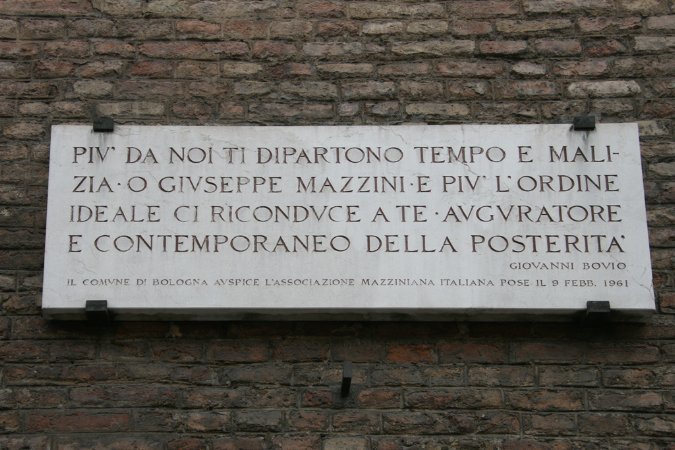 PIV' DA NOI TI DIPARTONO TEMPO E MALI-
ZIA · O GIVSEPPE MAZZINI · E PIV' L'ORDINE
IDEALE CI RICONDVCE A TE · AVGVRATORE
E CONTEMPORANEO DELLA POSTERITA'
GIOVANNI BOVIO
IL COMVNE DI BOLOGNA AVSPICE L'ASSOCIAZIONE MAZZINIANA ITALIANA POSE IL 9 FEBB. 1961